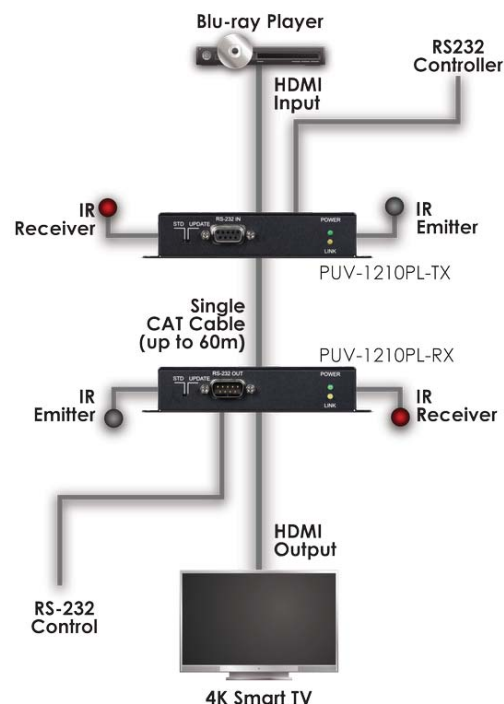 Blu-ray Player
RS232
Controller
HDMI
Input
IR
Receiver
STD UPDATE
RS-232 IN
POWER
LINK
IR
Emitter
PUV-1210PL-TX
Single
CAT Cable
(up to 60m)
PUV-1210PL-RX
STD UPDATE
RS-232 OUT
POWER
LINK
IR
Emitter
IR
Receiver
HDMI
Output
RS-232
Control
4K Smart TV